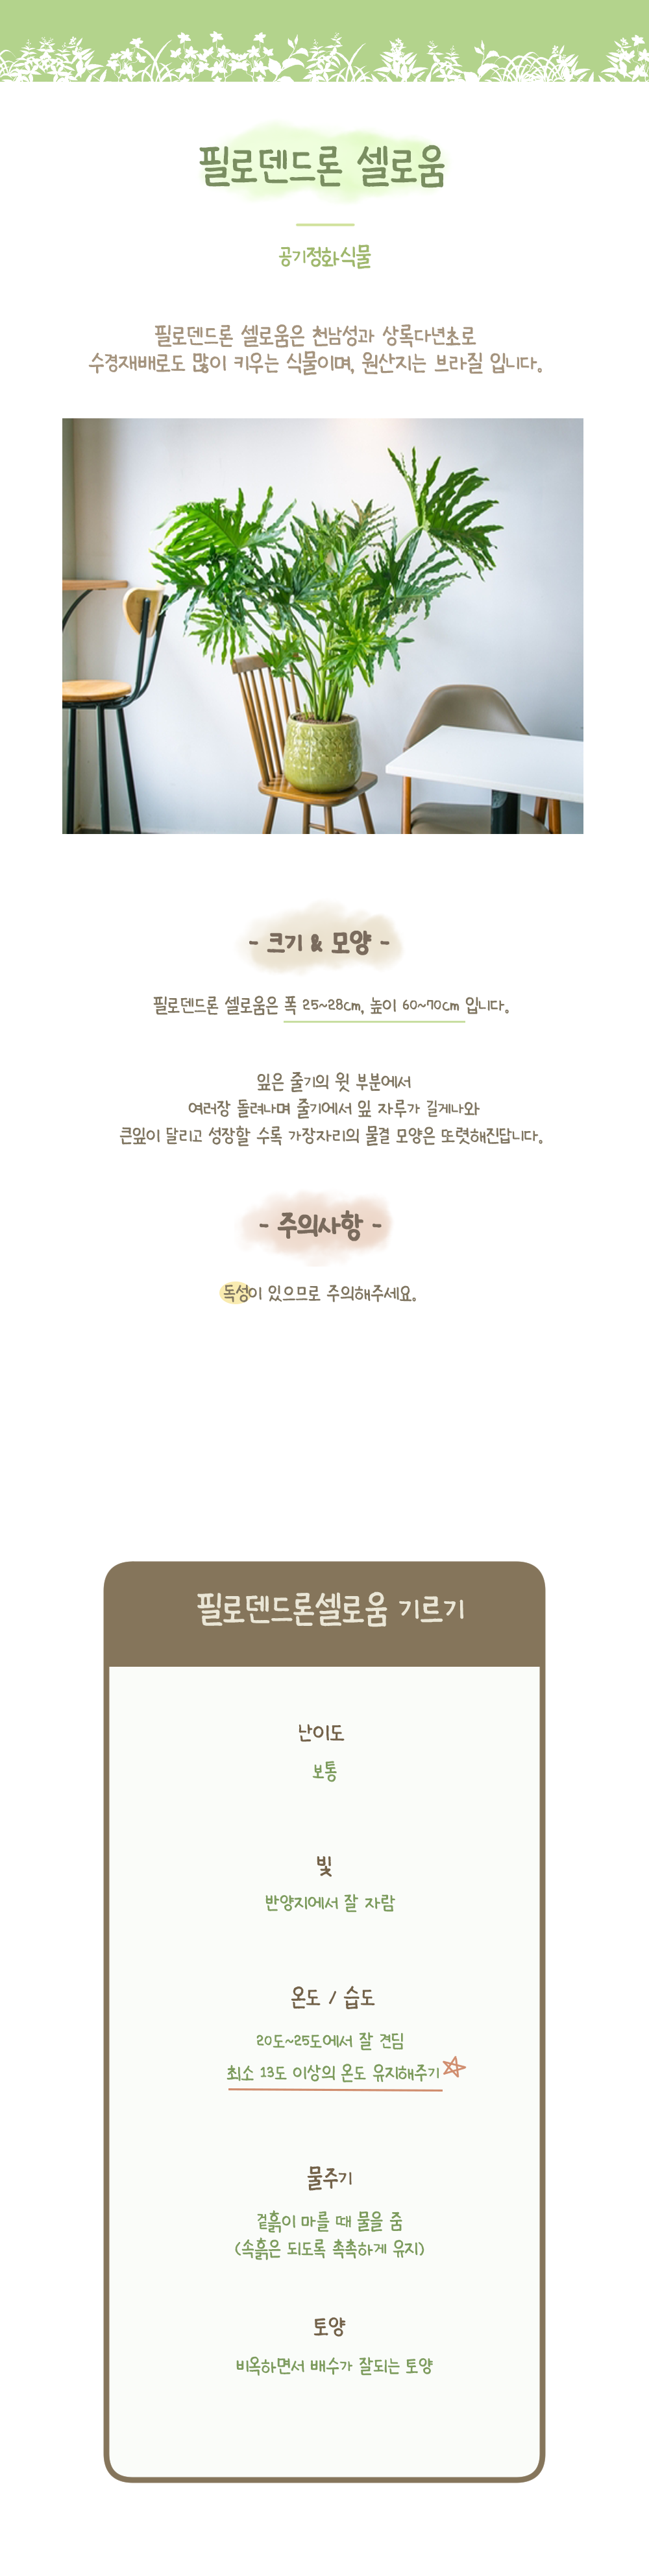 필로덴드론 셀로움
공기정화식물
필로덴드론 셀로움은 천남성과 상록다년초로
수경재배로도 많이 키우는 식물이며, 원산지는 브라질 입니다.
- 크기 & 모양 -
필로덴드론 셀로움은 폭 25~28cm, 높이 60~70cm 입니다.
잎은 줄기의 윗 부분에서
여러장 돌려나며 줄기에서 잎 자루가 길게나와
큰잎이 달리고 성장할 수록 가장자리의 물결 모양은 또렷해진답니다.
- 주의사항 -
독성이 있으므로 주의해주세요.
필로덴드론셀로움 기르기
난이도
보통
빛
반양지에서 잘 자람
온도 / 습도
20도~25도에서 잘 견딤
최소 13도 이상의 온도 유지해주기
물주기
겉흙이 마를 때 물을 줌
(속흙은 되도록 촉촉하게 유지)
토양
비옥하면서 배수가 잘되는 토양